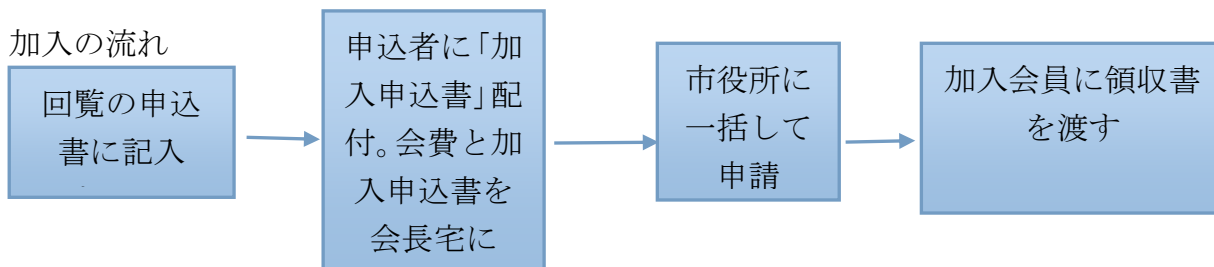 加入の流れ
回覧の申込
書に記入
申込者に「加
入申込書」配
付。会費と加
入申込書を
会長宅に
市役所に
一括して
申請
加入会員に領収書
を渡す